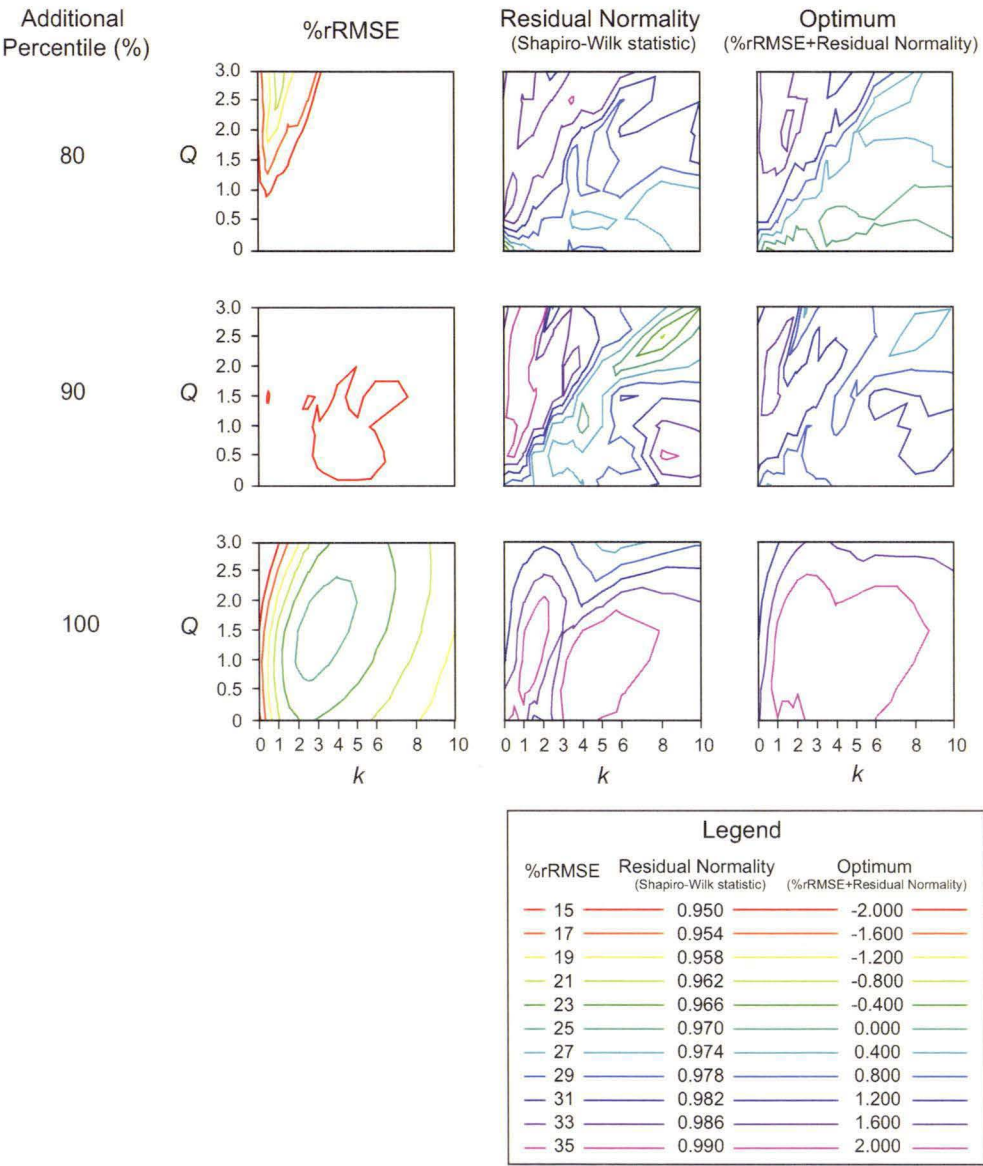 Additional
Percentile (%)
%rRMSE
Residual Normality
(Shapiro-Wilk statistic)
Optimum
(%rRMSE+Residual Normality)
80
Q
3.0
2.5
2.0
1.5
1.0
0.5
0
90
Q
3.0
2.5
2.0
1.5
1.0
0.5
0
100
Q
3.0
2.5
2.0
1.5
1.0
0.5
0
0 1 2 3 4 5 6 10
k
0 1 2 3 4 5 6 8 10
k
0 1 2 3 4 5 6 8 10
k
Legend
%rRMSE Residual Normality Optimum
(Shapiro-Wilk statistic) (%rRMSE+Residual Normality)
15 0.950 -2.000
17 0.954 -1.600
19 0.958 -1.200
21 0.962 -0.800
23 0.966 -0.400
25 0.970 0.000
27 0.974 0.400
29 0.978 0.800
31 0.982 1.200
33 0.986 1.600
35 0.990 2.000